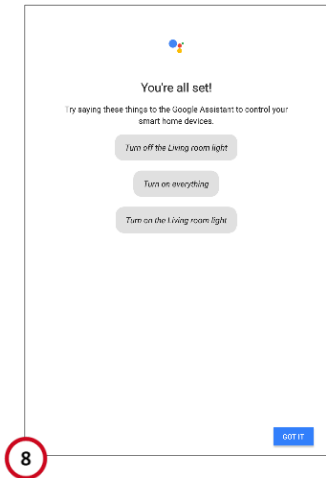 You're all set!
Try saying these things to the Google Assistant to control your
smart home devices.
Turn off the Living room light
Turn on everything
Turn on the Living room light
GOT IT
8